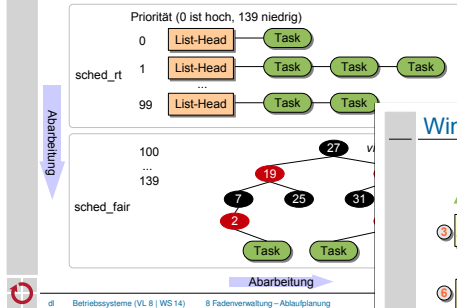 Priorität (0 ist hoch, 139 niedrig)
0 List-Head Task
sched_rt
1 List-Head Task Task Task
...
99 List-Head Task Task
Abarbeitung
100
...
139
sched_fair
27
19
7 25 31
2
Task Task
Abarbeitung
3
6
dl Betriebssysteme (VL 8 | WS 14) 8 Fadenverwaltung – Ablaufplanung